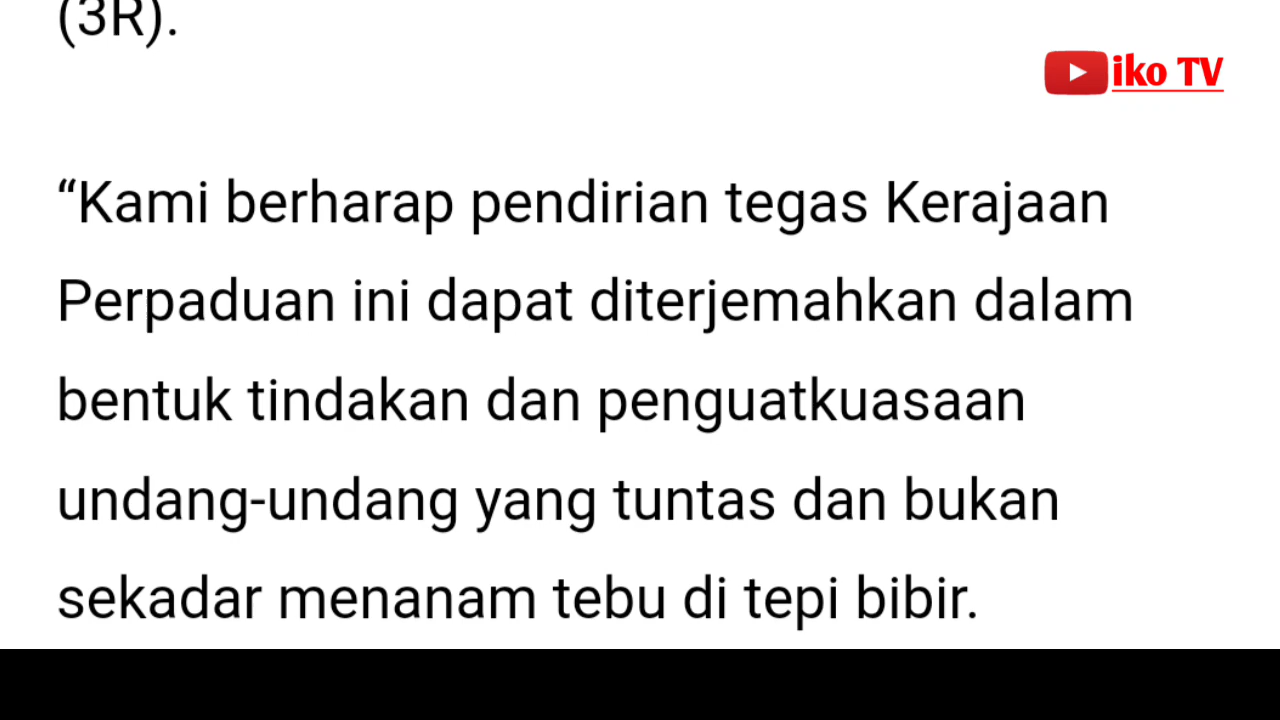 (3R).
iko TV
“Kami berharap pendirian tegas Kerajaan
Perpaduan ini dapat diterjemahkan dalam
bentuk tindakan dan penguatkuasaan
undang-undang yang tuntas dan bukan
sekadar menanam tebu di tepi bibir.